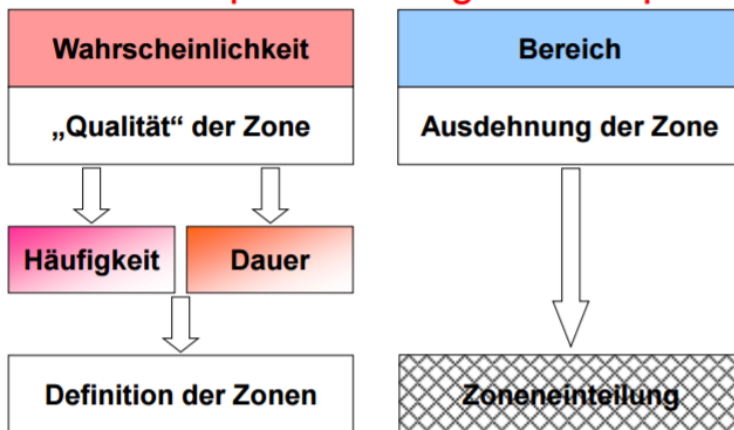 Wahrscheinlichkeit
„Qualität“ der Zone
Häufigkeit
Dauer
Definition der Zonen
Bereich
Ausdehnung der Zone
Zoneneinteilung